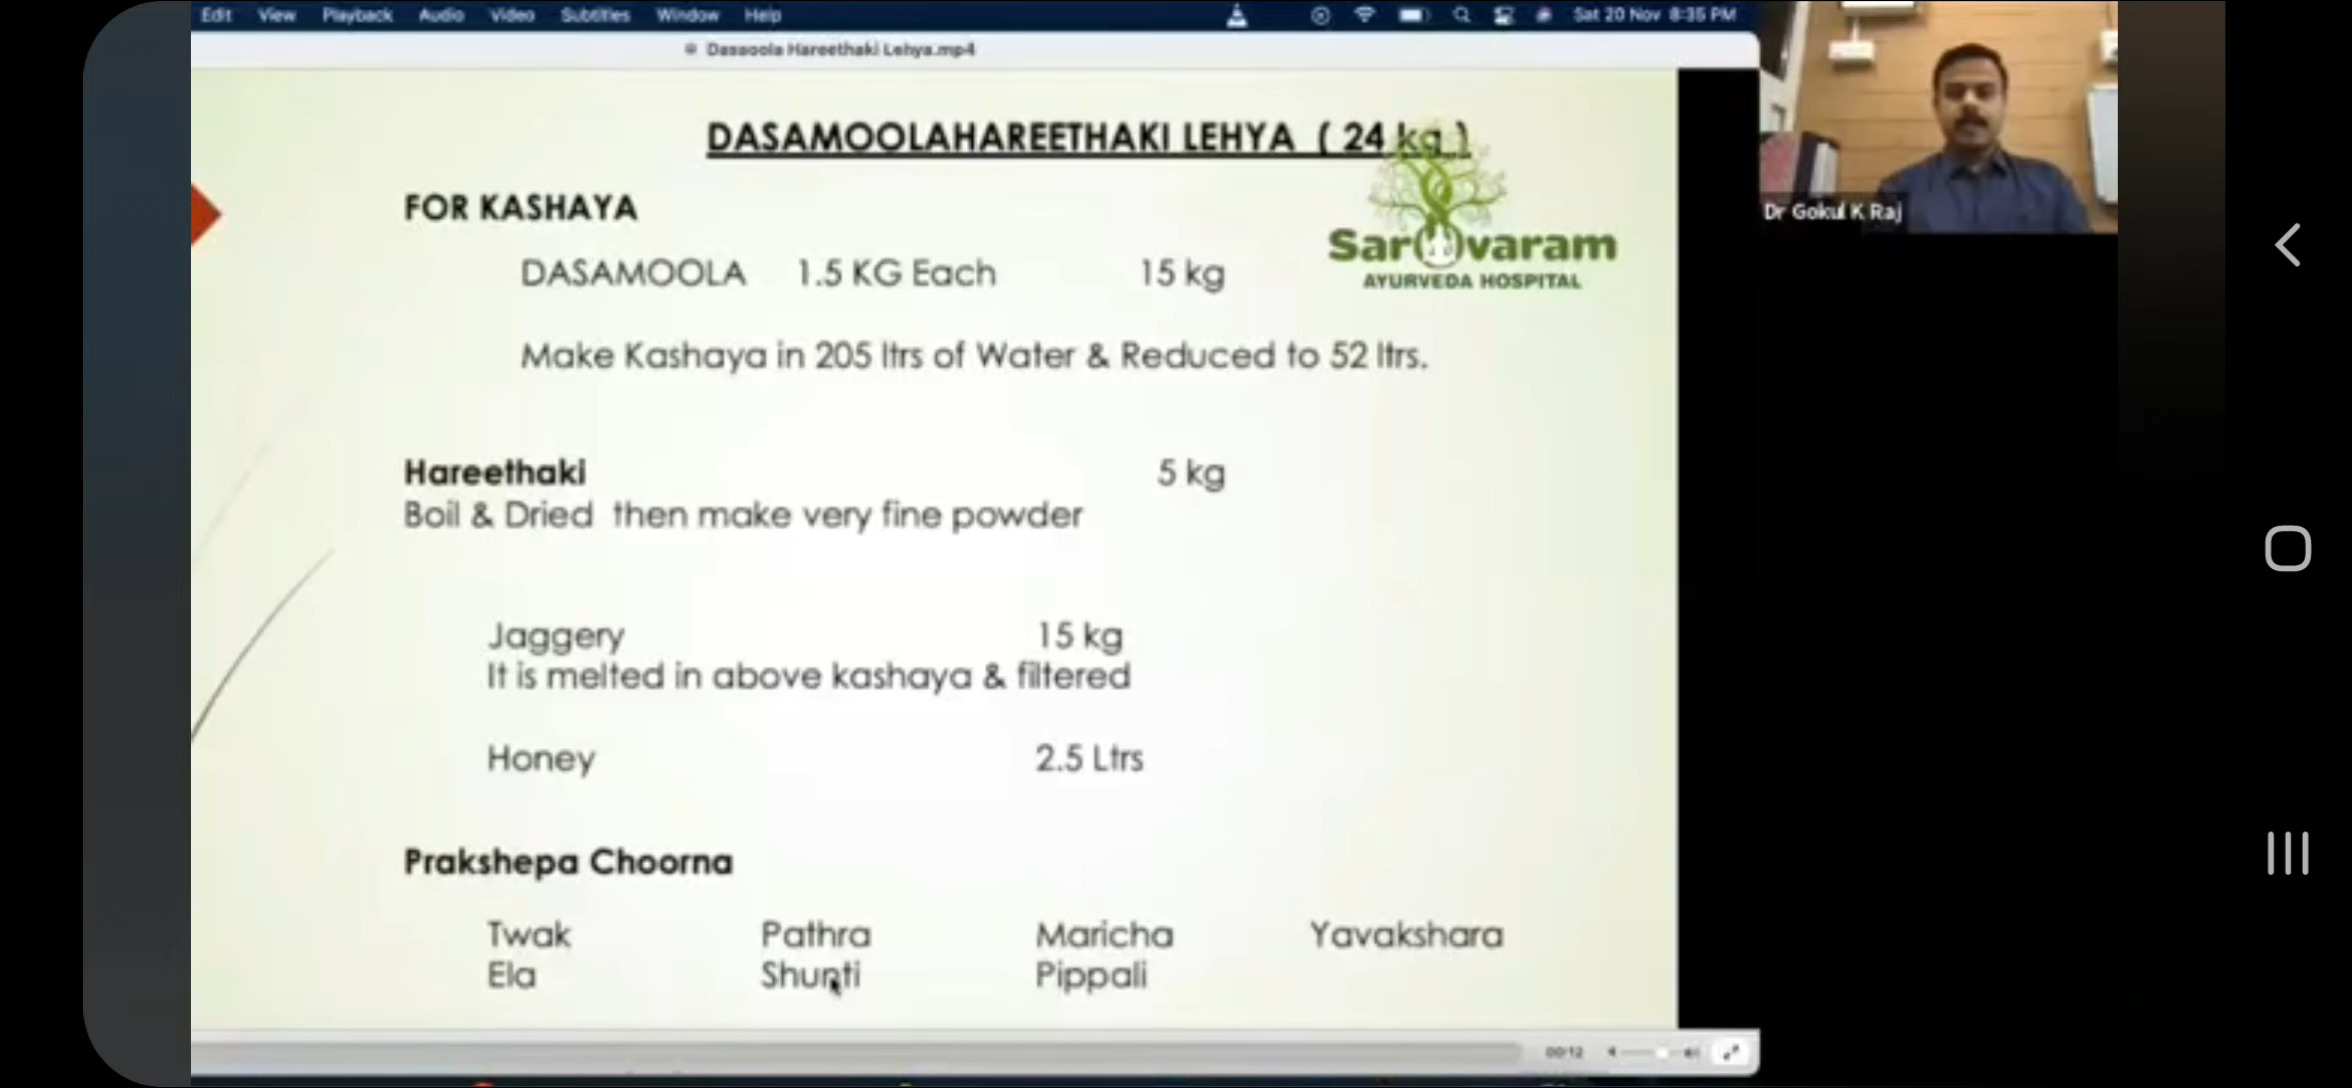 Edit View Playback Audio Video Subtitles Window Help Sat 20 Nov 8:35 PM
Dasaoola Hareethaki Lehya.mp4
DASAMOOLAHAREETHAKI LEHYA ( 24 kg )
FOR KASHAYA
Sarovaram
AYURVEDA HOSPITAL
DASAMOOLA 1.5 KG Each 15 kg
Make Kashaya in 205 ltrs of Water & Reduced to 52 ltrs.
Hareethaki 5 kg
Boil & Dried then make very fine powder
Jaggery 15 kg
It is melted in above kashaya & filtered
Honey 2.5 Ltrs
Prakshepa Choorna
Twak Pathra Maricha Yavakshara
Ela Shunti Pippali
00:12
Dr Gokul K Raj